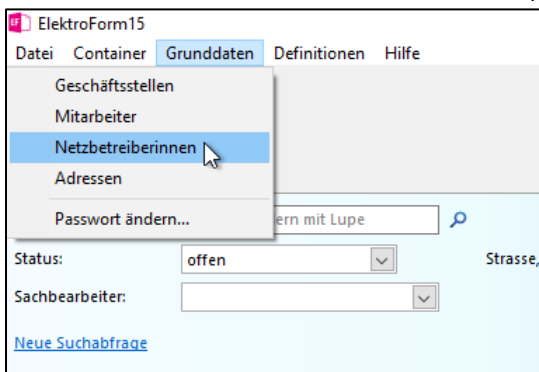 EF ElektroForm15
Datei Container Grunddaten Definitionen Hilfe
Geschäftsstellen
Mitarbeiter
Netzbetreiberinnen
Adressen
Passwort ändern...
ern mit Lupe
Status: offen Strasse,
Sachbearbeiter:
Neue Suchabfrage